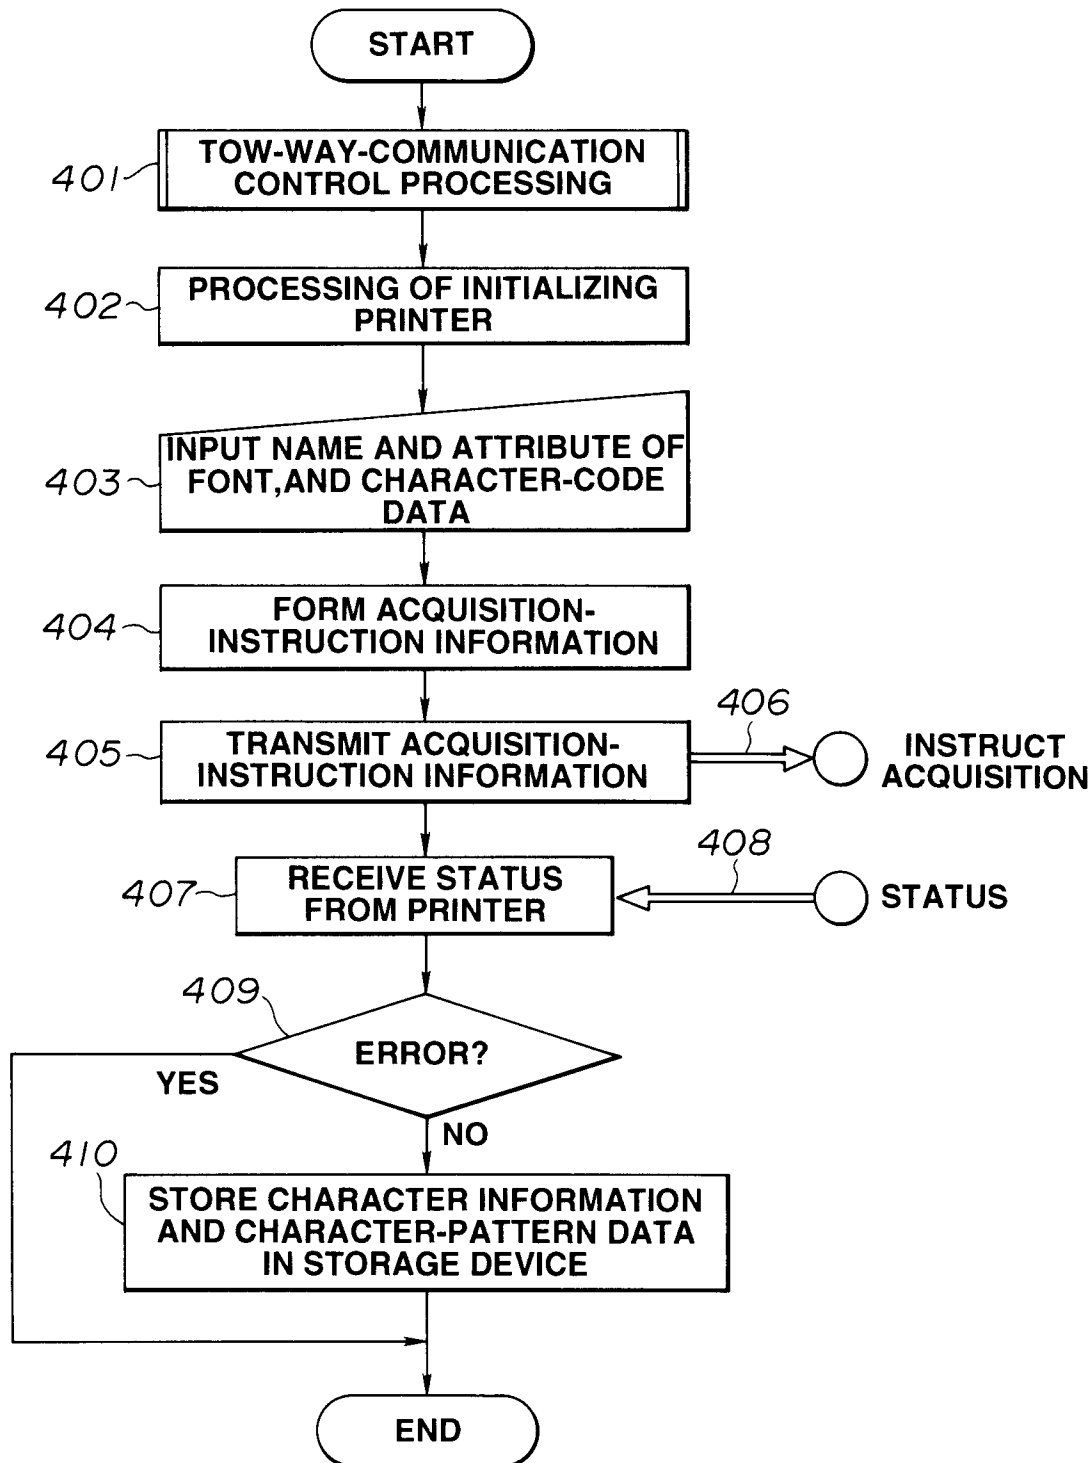 START
401
TOW-WAY-COMMUNICATION
CONTROL PROCESSING
402
PROCESSING OF INITIALIZING
PRINTER
403
INPUT NAME AND ATTRIBUTE OF
FONT,AND CHARACTER-CODE
DATA
404
FORM ACQUISITION-
INSTRUCTION INFORMATION
405
TRANSMIT ACQUISITION-
INSTRUCTION INFORMATION
406
INSTRUCT
ACQUISITION
407
RECEIVE STATUS
FROM PRINTER
408
STATUS
409
ERROR?
YES
NO
410
STORE CHARACTER INFORMATION
AND CHARACTER-PATTERN DATA
IN STORAGE DEVICE
END